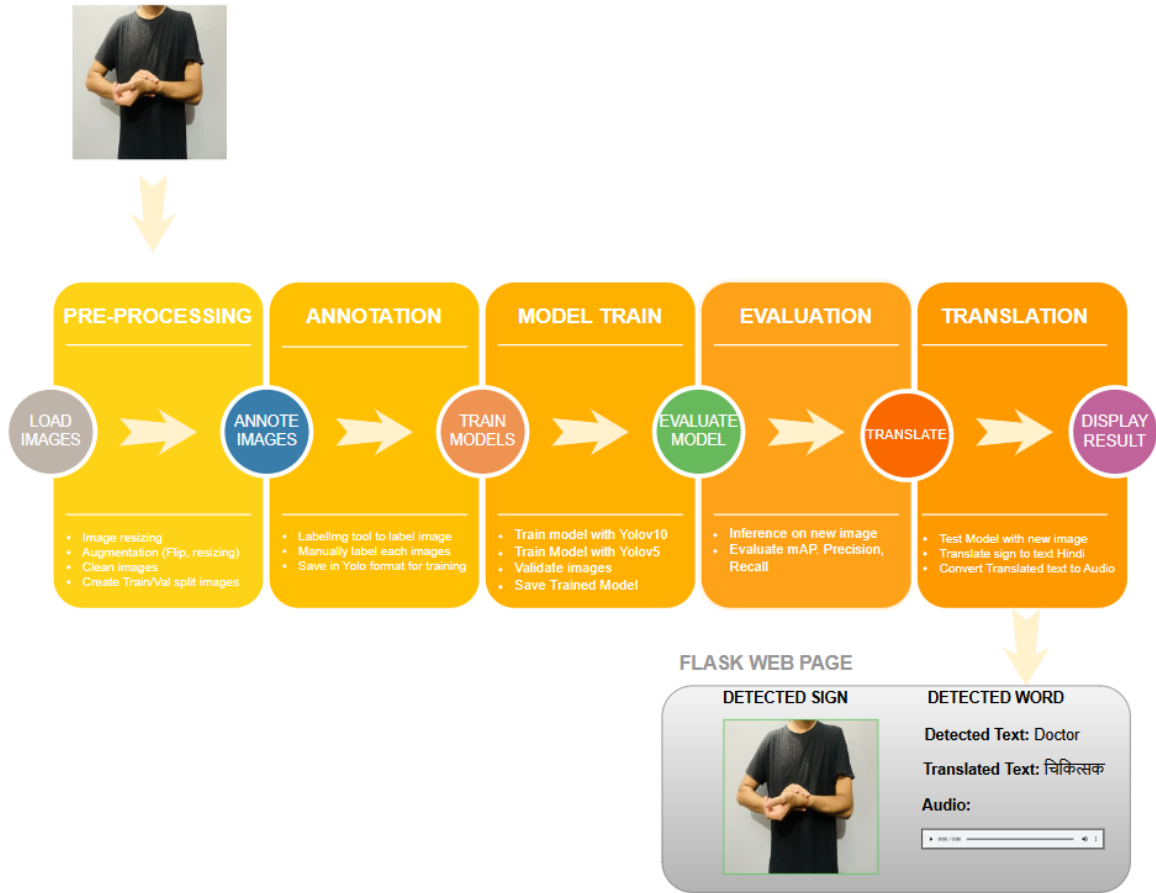 PRE-PROCESSING
ANNOTATION
MODEL TRAIN
EVALUATION
TRANSLATION
LOAD
IMAGES
ANNOTE
IMAGES
TRAIN
MODELS
EVALUATE
MODEL
TRANSLATE
DISPLAY
RESULT
• Image resizing
• Augmentation (Flip, resizing)
• Clean images
• Create Train/Val split images
• LabelImg tool to label image
• Manually label each images
• Save in Yolo format for training
• Train model with Yolov10
• Train Model with Yolov5
• Validate images
• Save Trained Model
• Inference on new image
• Evaluate mAP. Precision,
Recall
• Test Model with new image
• Translate sign to text Hindi
• Convert Translated text to Audio
FLASK WEB PAGE
DETECTED SIGN
DETECTED WORD
Detected Text: Doctor
Translated Text: चिकित्सक
Audio: